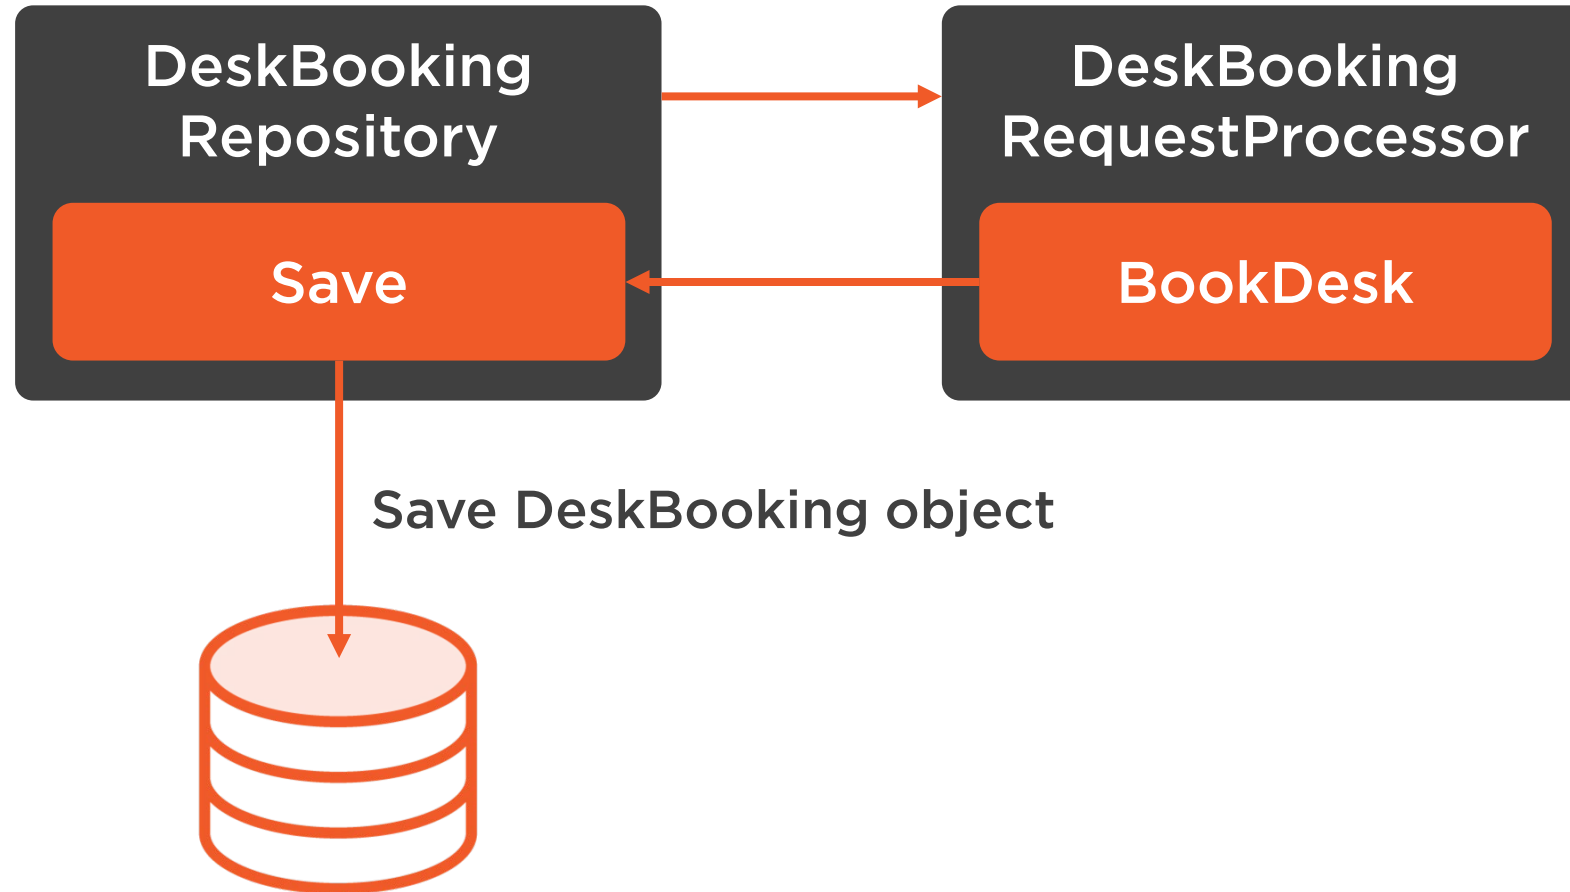 DeskBooking
Repository
Save
DeskBooking
RequestProcessor
BookDesk
Save DeskBooking object